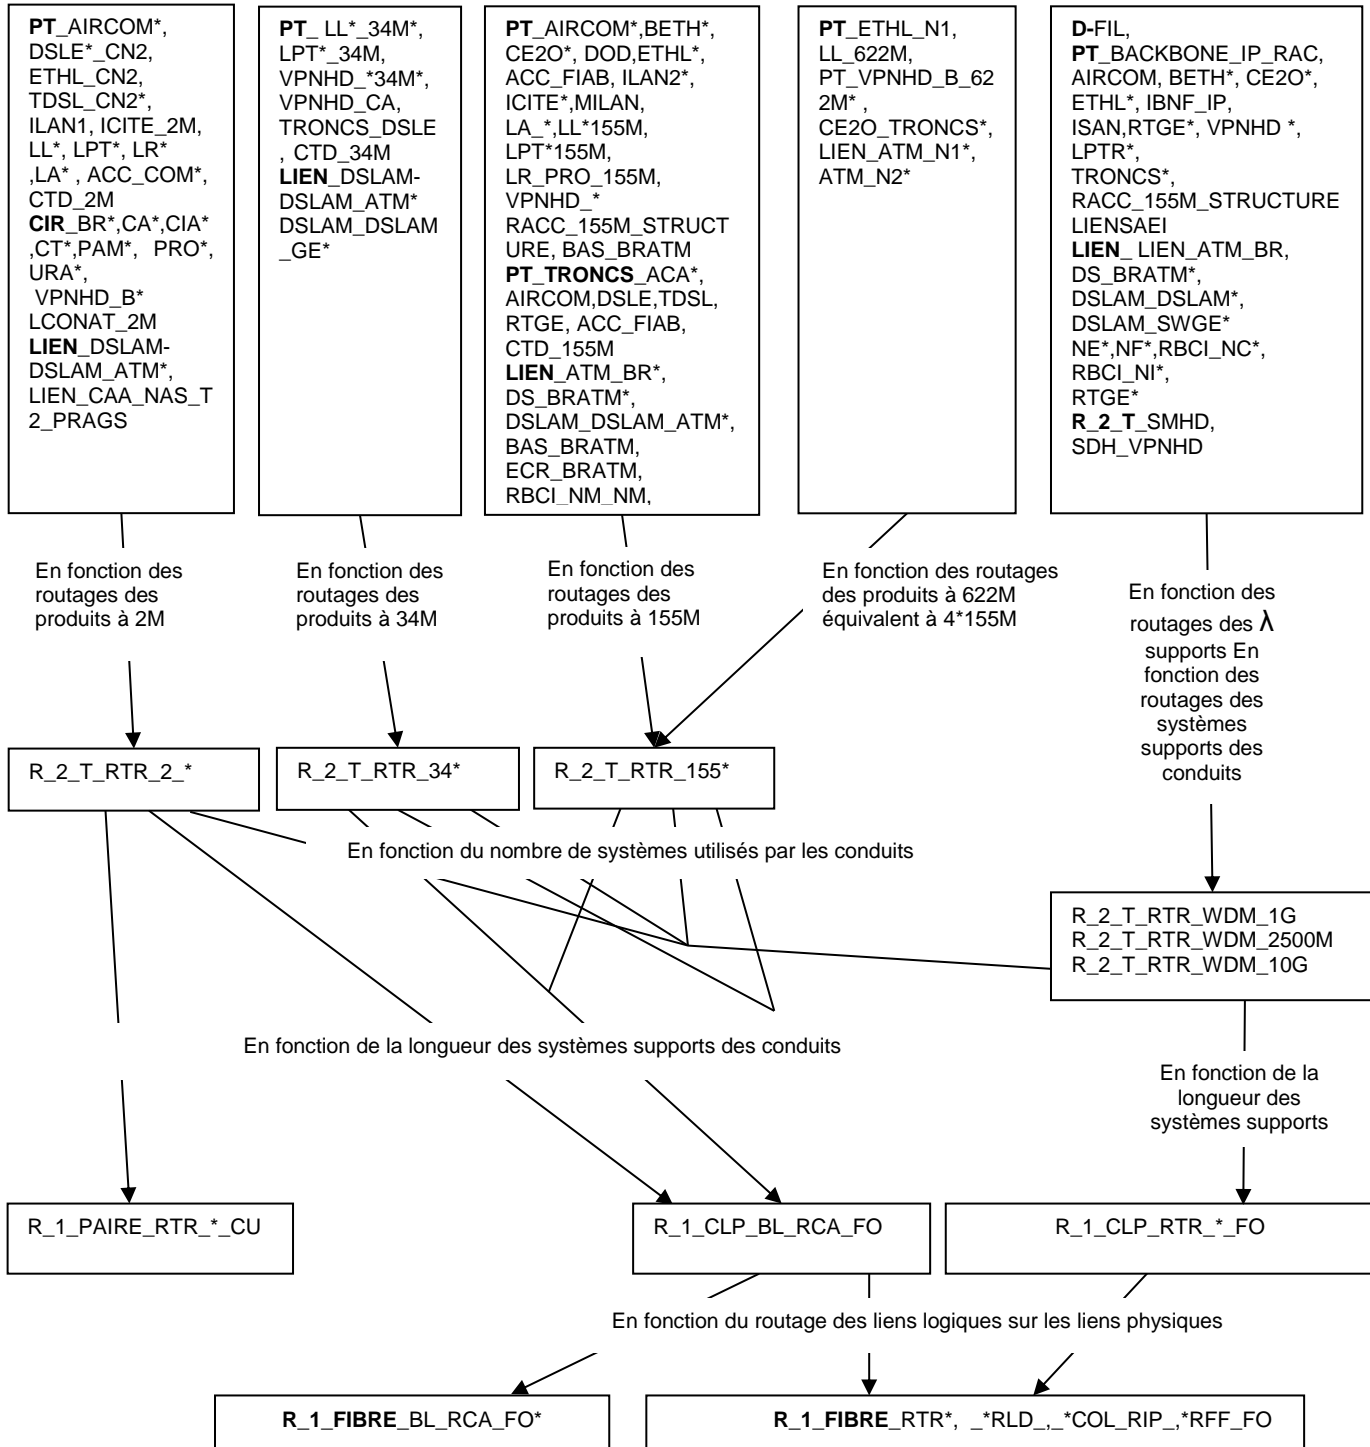 PT_AIRCOM*,
DSLE*_CN2,
ETHL_CN2,
TDSL_CN2*,
ILAN1, ICITE_2M,
LL*, LPT*, LR*
,LA* , ACC_COM*,
CTD_2M
CIR_BR*,CA*,CIA*
,CT*,PAM*, PRO*,
URA*,
VPNHD_B*
LCONAT_2M
LIEN_DSLAM-
DSLAM_ATM*,
LIEN_CAA_NAS_T
2_PRAGS
PT_ LL*_34M*,
LPT*_34M,
VPNHD_*34M*,
VPNHD_CA,
TRONCS_DSLE
, CTD_34M
LIEN_DSLAM-
DSLAM_ATM*
DSLAM_DSLAM
_GE*
PT_AIRCOM*,BETH*,
CE2O*, DOD,ETHL*,
ACC_FIAB, ILAN2*,
ICITE*,MILAN,
LA_*,LL*155M,
LPT*155M,
LR_PRO_155M,
VPNHD_*
RACC_155M_STRUCT
URE, BAS_BRATM
PT_TRONCS_ACA*,
AIRCOM,DSLE,TDSL,
RTGE, ACC_FIAB,
CTD_155M
LIEN_ATM_BR*,
DS_BRATM*,
DSLAM_DSLAM_ATM*,
BAS_BRATM,
ECR_BRATM,
RBCI_NM_NM,
PT_ETHL_N1,
LL_622M,
PT_VPNHD_B_62
2M* ,
CE2O_TRONCS*,
LIEN_ATM_N1*,
ATM_N2*
D-FIL,
PT_BACKBONE_IP_RAC,
AIRCOM, BETH*, CE2O*,
ETHL*, IBNF_IP,
ISAN,RTGE*, VPNHD *,
LPTR*,
TRONCS*,
RACC_155M_STRUCTURE
LIENSAEI
LIEN_ LIEN_ATM_BR,
DS_BRATM*,
DSLAM_DSLAM*,
DSLAM_SWGE*
NE*,NF*,RBCI_NC*,
RBCI_NI*,
RTGE*
R_2_T_SMHD,
SDH_VPNHD
En fonction des
routages des
produits à 2M
En fonction des
routages des
produits à 34M
En fonction des
routages des
produits à 155M
En fonction des routages
des produits à 622M
équivalent à 4*155M
En fonction des
routages des λ
supports En
fonction des
routages des
systèmes
supports des
conduits
R_2_T_RTR_2_*
R_2_T_RTR_34*
R_2_T_RTR_155*
En fonction du nombre de systèmes utilisés par les conduits
R_2_T_RTR_WDM_1G
R_2_T_RTR_WDM_2500M
R_2_T_RTR_WDM_10G
En fonction de la longueur des systèmes supports des conduits
En fonction de la
longueur des
systèmes supports
R_1_PAIRE_RTR_*_CU
R_1_CLP_BL_RCA_FO
R_1_CLP_RTR_*_FO
En fonction du routage des liens logiques sur les liens physiques
R_1_FIBRE_BL_RCA_FO*
R_1_FIBRE_RTR*, _*RLD_,_*COL_RIP_,*RFF_FO